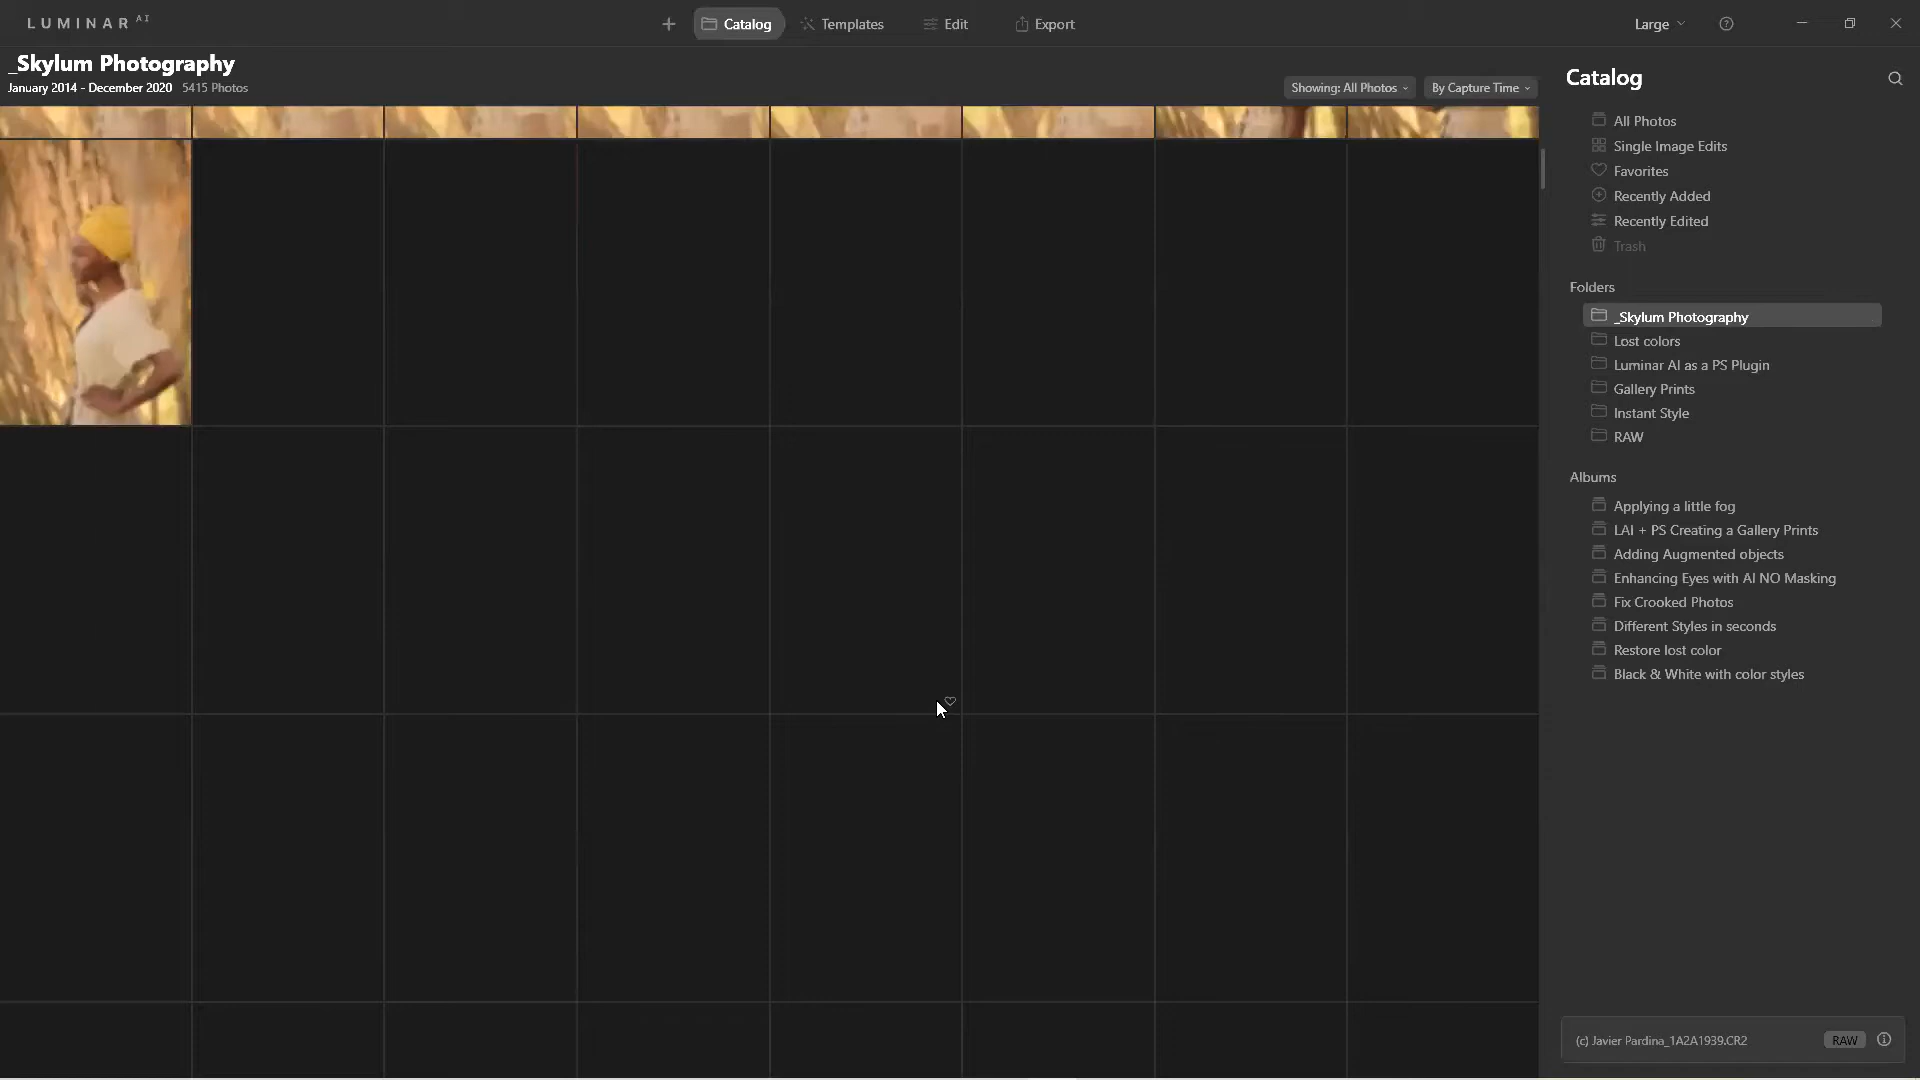 LUMINAR AI
Catalog
Templates
Edit
Export
Large
_Skylum Photography
January 2014 - December 2020 5415 Photos
Showing: All Photos
By Capture Time
Catalog
All Photos
Single Image Edits
Favorites
Recently Added
Recently Edited
Trash
Folders
_Skylum Photography
Lost colors
Luminar AI as a PS Plugin
Gallery Prints
Instant Style
RAW
Albums
Applying a little fog
LAI + PS Creating a Gallery Prints
Adding Augmented objects
Enhancing Eyes with AI NO Masking
Fix Crooked Photos
Different Styles in seconds
Restore lost color
Black & White with color styles
(c) Javier Pardina_1A2A1939.CR2 RAW